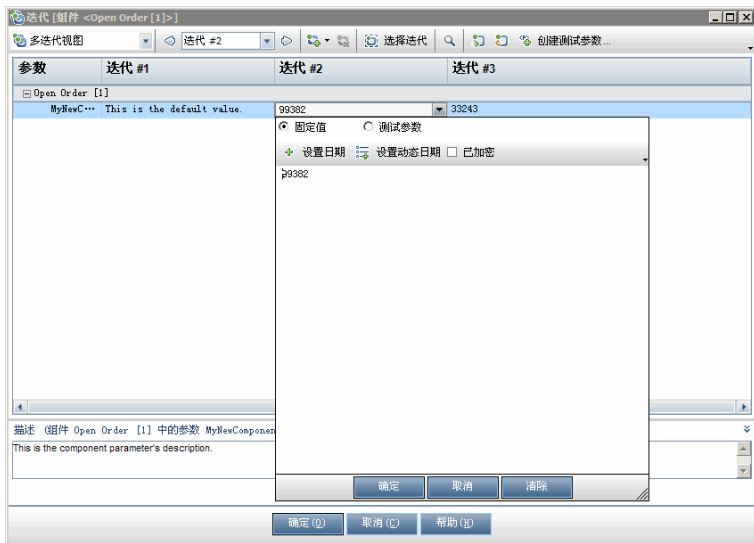 迭代 [组件 <Open Order [1]>]
多迭代视图 迭代 #2 选择迭代 创建测试参数...
参数 迭代 #1 迭代 #2 迭代 #3
Open Order [1]
MyNewC... This is the default value. 99382 33243
固定值 测试参数
设置日期 设置动态日期 已加密
99382
描述 (组件 Open Order [1] 中的参数 MyNewComponen
This is the component parameter's description.
确定 取消 清除
确定(O) 取消(C) 帮助(H)